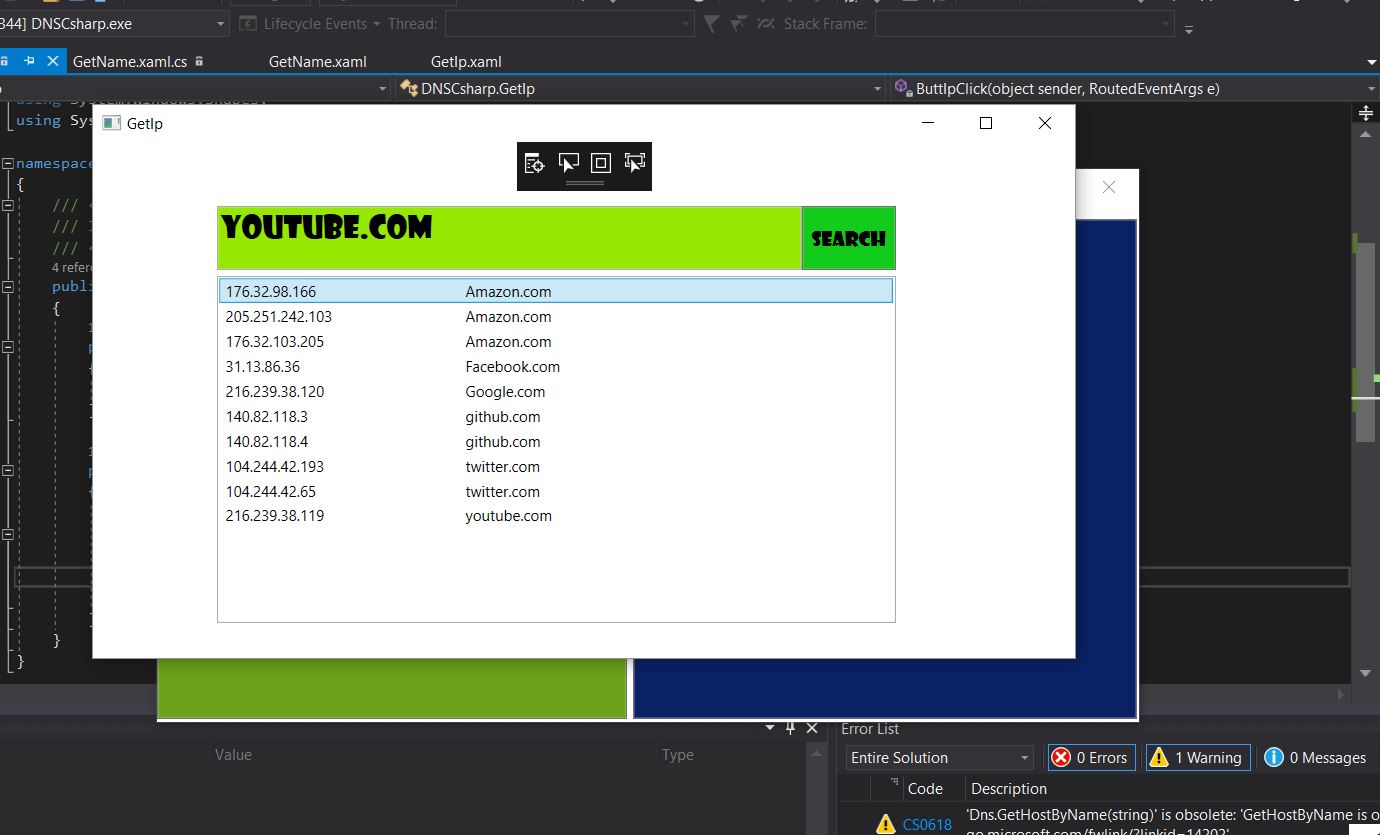 344] DNSCsharp.exe Lifecycle Events Thread: Stack Frame:
GetName.xaml.cs GetName.xaml GetIp.xaml
DNSCsharp.GetIp ButtIpClick(object sender, RoutedEventArgs e)
using System.Windows.Shapes;
using Sys
GetIp
namespace
{
/// <
///
/// <
4 refere
publi
{
YOUTUBE.COM SEARCH
176.32.98.166 Amazon.com
205.251.242.103 Amazon.com
176.32.103.205 Amazon.com
31.13.86.36 Facebook.com
216.239.38.120 Google.com
140.82.118.3 github.com
140.82.118.4 github.com
104.244.42.193 twitter.com
104.244.42.65 twitter.com
216.239.38.119 youtube.com
}
}
Value Type
Error List
Entire Solution 0 Errors 1 Warning 0 Messages
Code Description
CS0618 'Dns.GetHostByName(string)' is obsolete: 'GetHostByName is o
go.microsoft.com/fwlink/?linkid=14202'